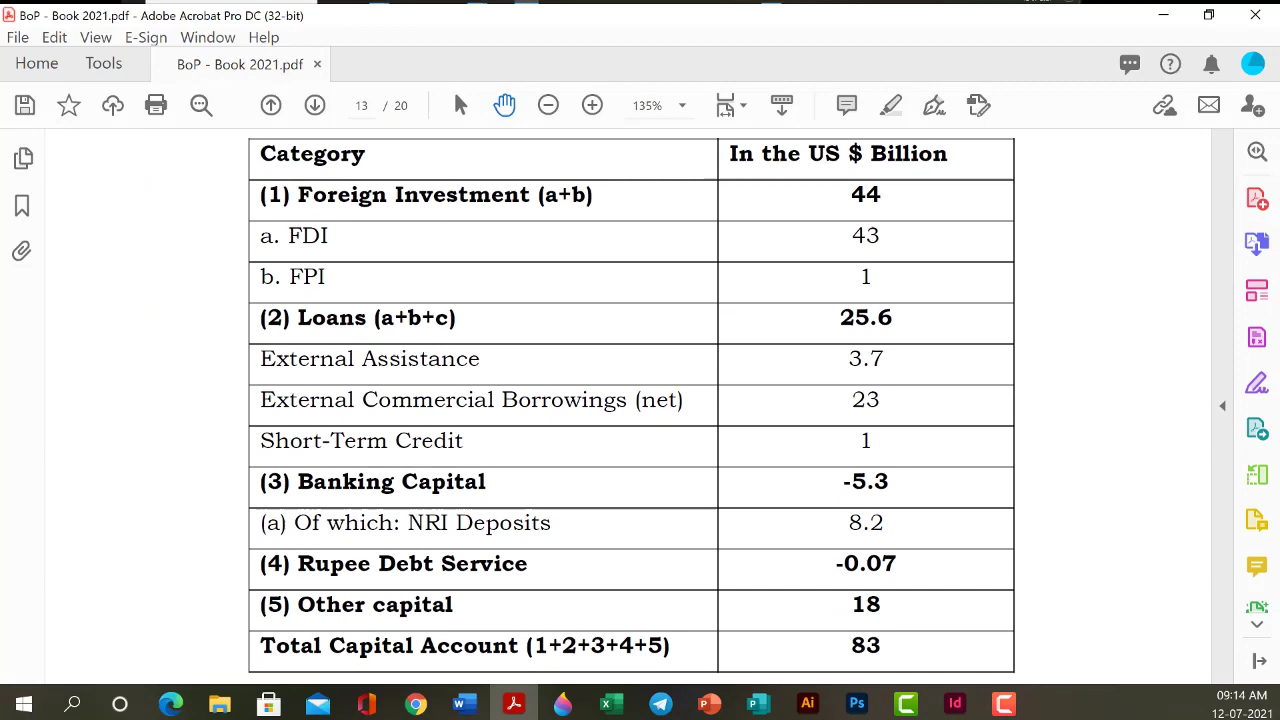 BoP - Book 2021.pdf - Adobe Acrobat Pro DC (32-bit)
File Edit View E-Sign Window Help
Home Tools BoP - Book 2021.pdf ×
13 / 20 135%
Category In the US $ Billion
(1) Foreign Investment (a+b) 44
a. FDI 43
b. FPI 1
(2) Loans (a+b+c) 25.6
External Assistance 3.7
External Commercial Borrowings (net) 23
Short-Term Credit 1
(3) Banking Capital -5.3
(a) Of which: NRI Deposits 8.2
(4) Rupee Debt Service -0.07
(5) Other capital 18
Total Capital Account (1+2+3+4+5) 83
09:14 AM
12-07-2021